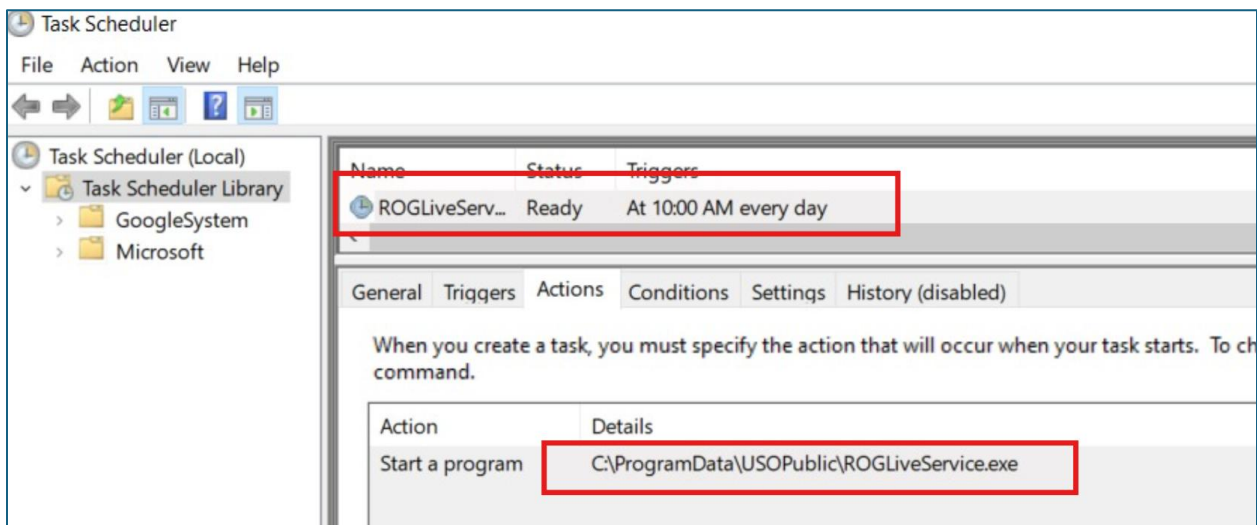 Task Scheduler
File Action View Help
Task Scheduler (Local)
Task Scheduler Library
GoogleSystem
Microsoft
Name Status Triggers
ROGLiveServ... Ready At 10:00 AM every day
General Triggers Actions Conditions Settings History (disabled)
When you create a task, you must specify the action that will occur when your task starts. To ch
command.
Action Details
Start a program C:\ProgramData\USOPublic\ROGLiveService.exe